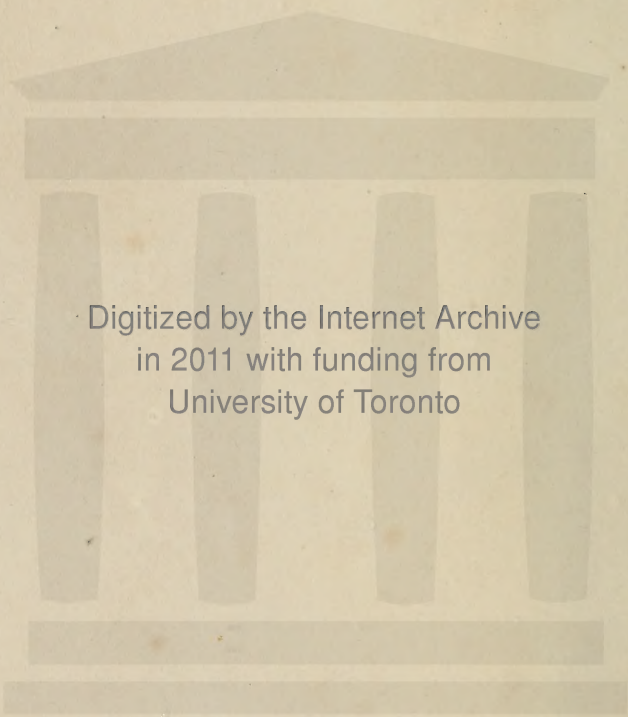 Digitized by the Internet Archive
in 2011 with funding from
University of Toronto